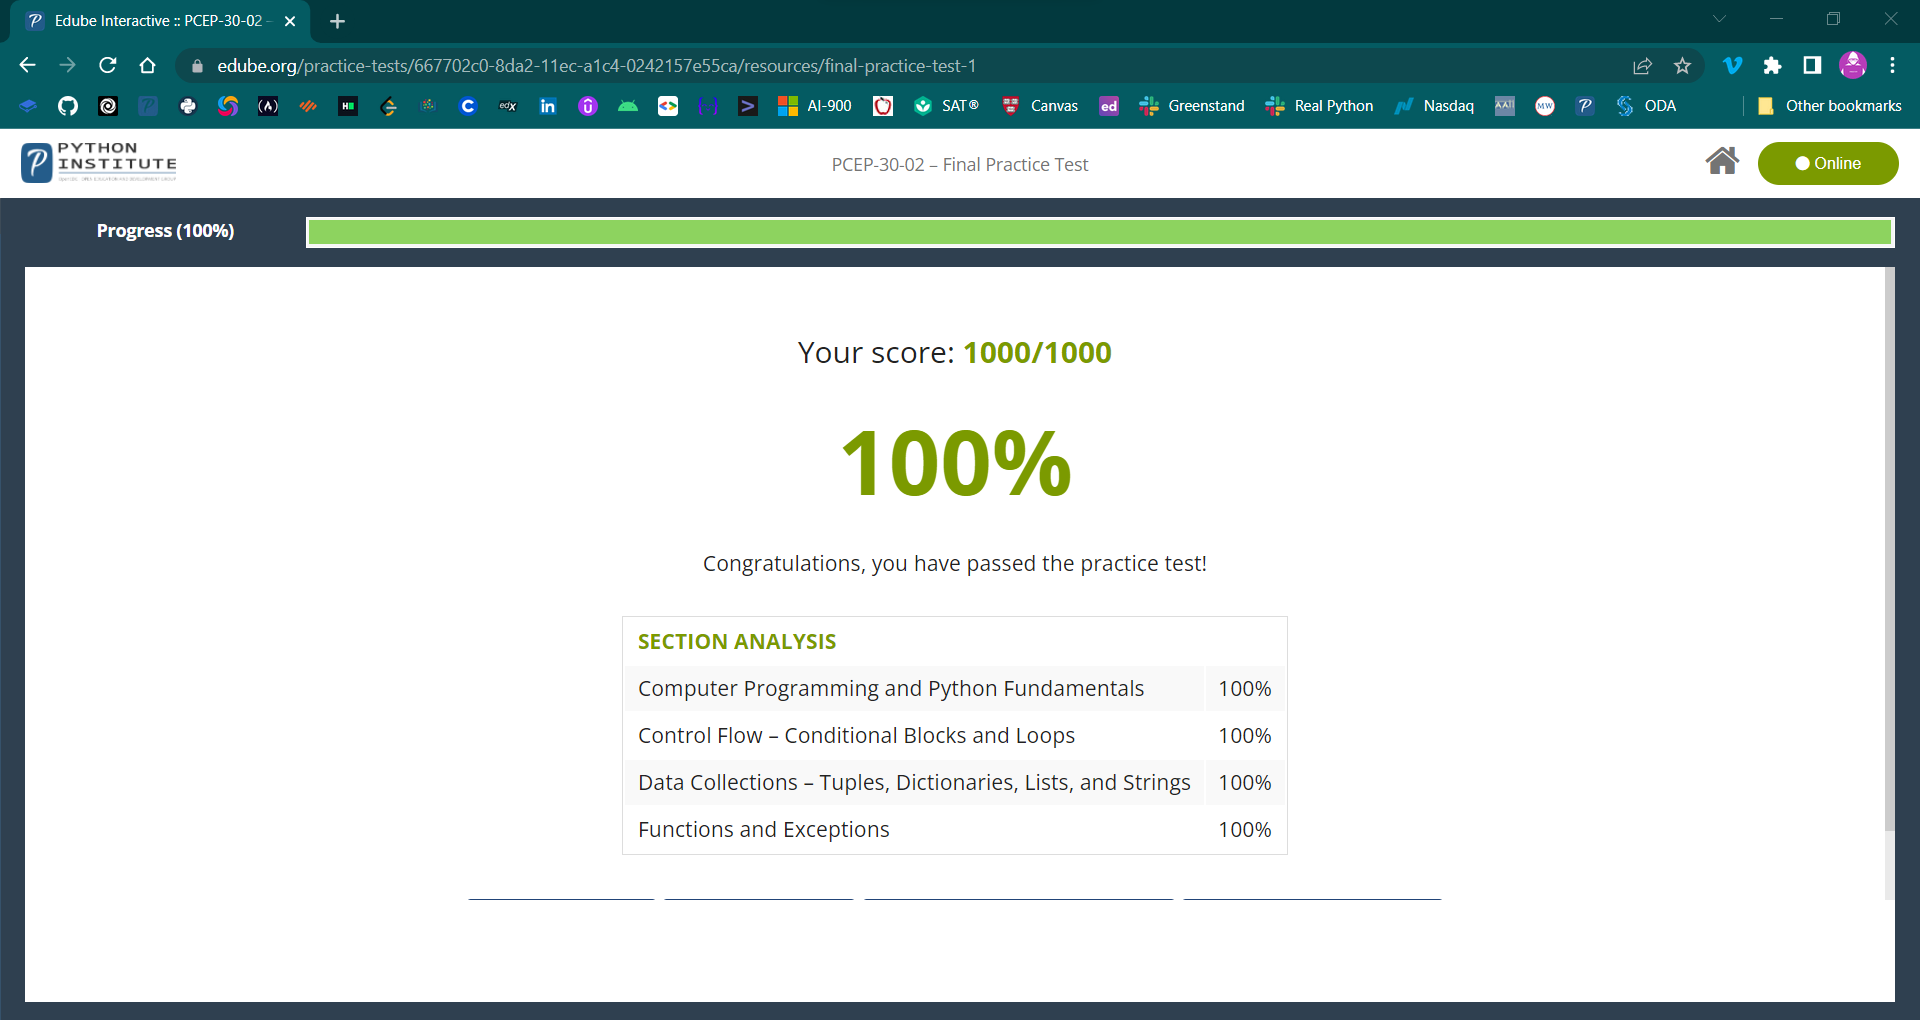 Edube Interactive :: PCEP-30-02 –
edube.org/practice-tests/667702c0-8da2-11ec-a1c4-0242157e55ca/resources/final-practice-test-1
AI-900 SAT® Canvas ed Greenstand Real Python Nasdaq MW ODA Other bookmarks
PYTHON
INSTITUTE
PCEP-30-02 – Final Practice Test
Online
Progress (100%)
Your score: 1000/1000
100%
Congratulations, you have passed the practice test!
SECTION ANALYSIS
Computer Programming and Python Fundamentals 100%
Control Flow – Conditional Blocks and Loops 100%
Data Collections – Tuples, Dictionaries, Lists, and Strings 100%
Functions and Exceptions 100%